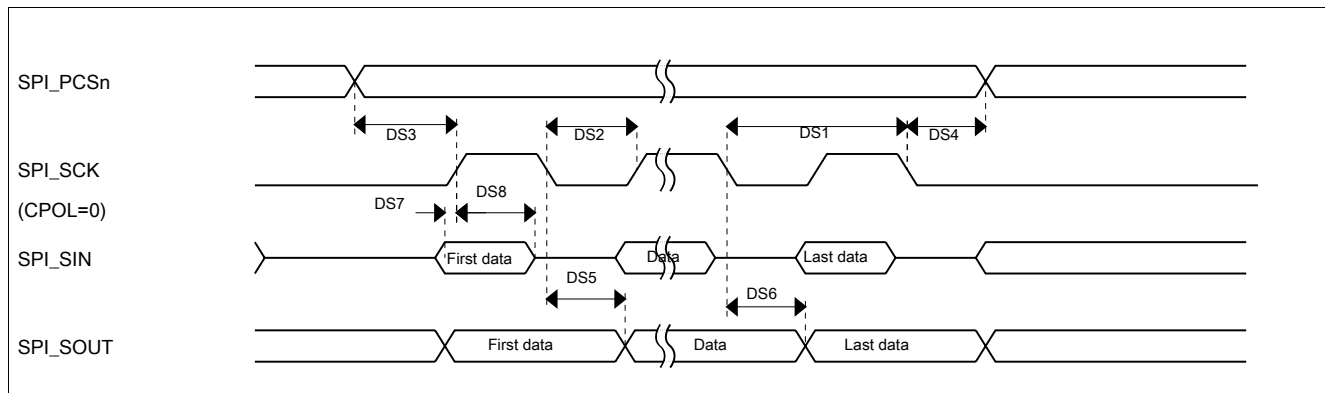 SPI_PCSn
DS3
DS2
DS1
DS4
SPI_SCK
(CPOL=0)
DS7
DS8
SPI_SIN
First data
Data
Last data
DS5
DS6
SPI_SOUT
First data
Data
Last data